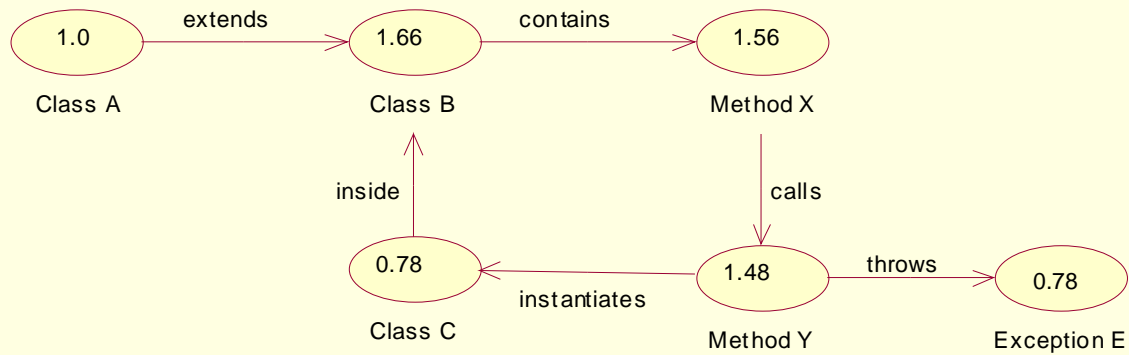 extends
contains
1.0
1.66
1.56
Class A
Class B
Method X
inside
calls
0.78
instantiates
1.48
throws
0.78
Class C
Method Y
Exception E